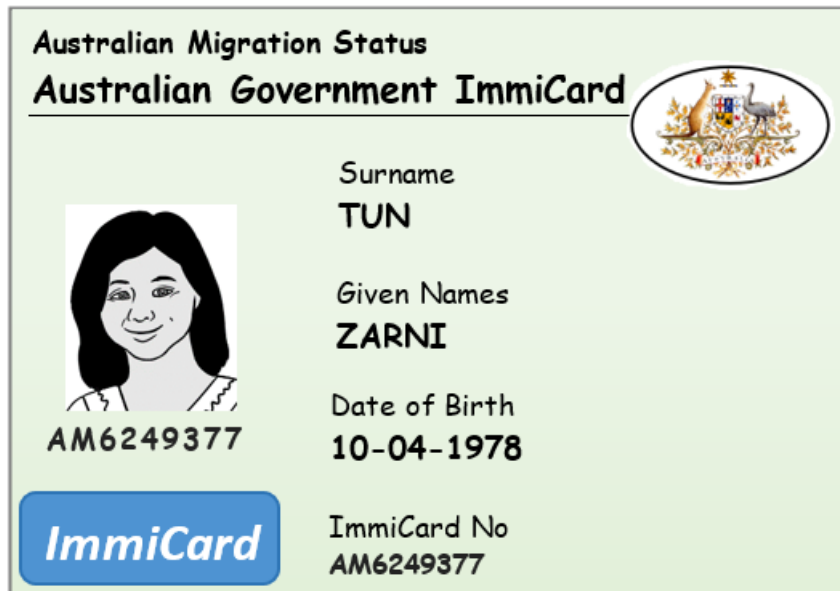 Australian Migration Status
Australian Government ImmiCard
Surname
TUN
Given Names
ZARNI
AM6249377
Date of Birth
10-04-1978
ImmiCard
ImmiCard No
AM6249377